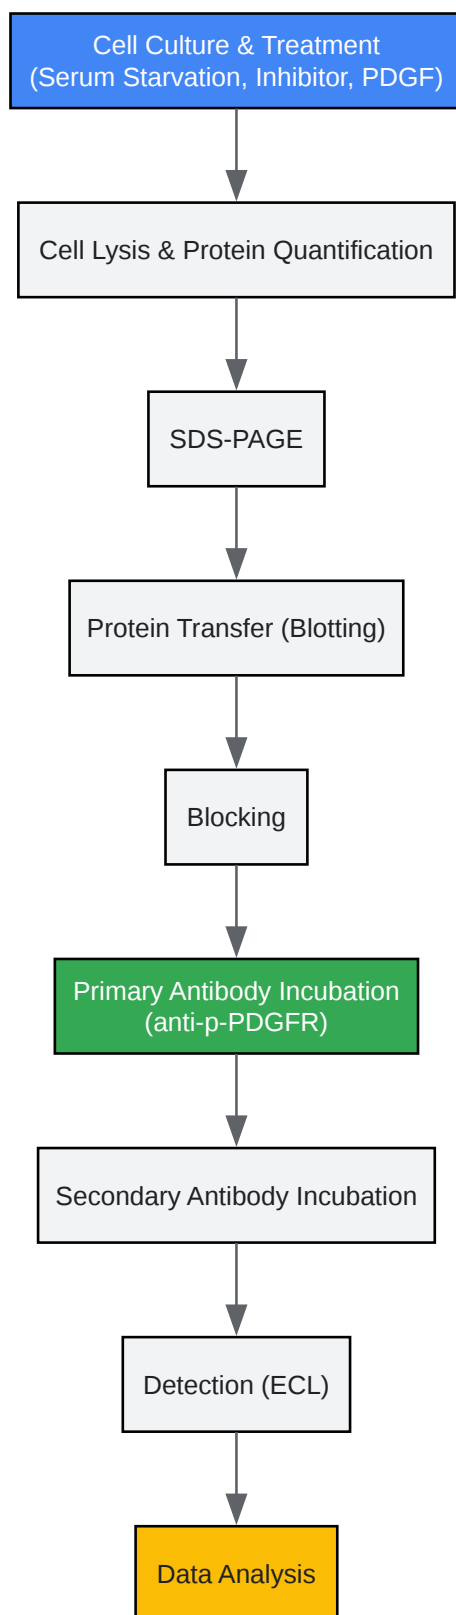 Cell Culture & Treatment
(Serum Starvation, Inhibitor, PDGF)
Cell Lysis & Protein Quantification
SDS-PAGE
Protein Transfer (Blotting)
Blocking
Primary Antibody Incubation
(anti-p-PDGFR)
Secondary Antibody Incubation
Detection (ECL)
Data Analysis